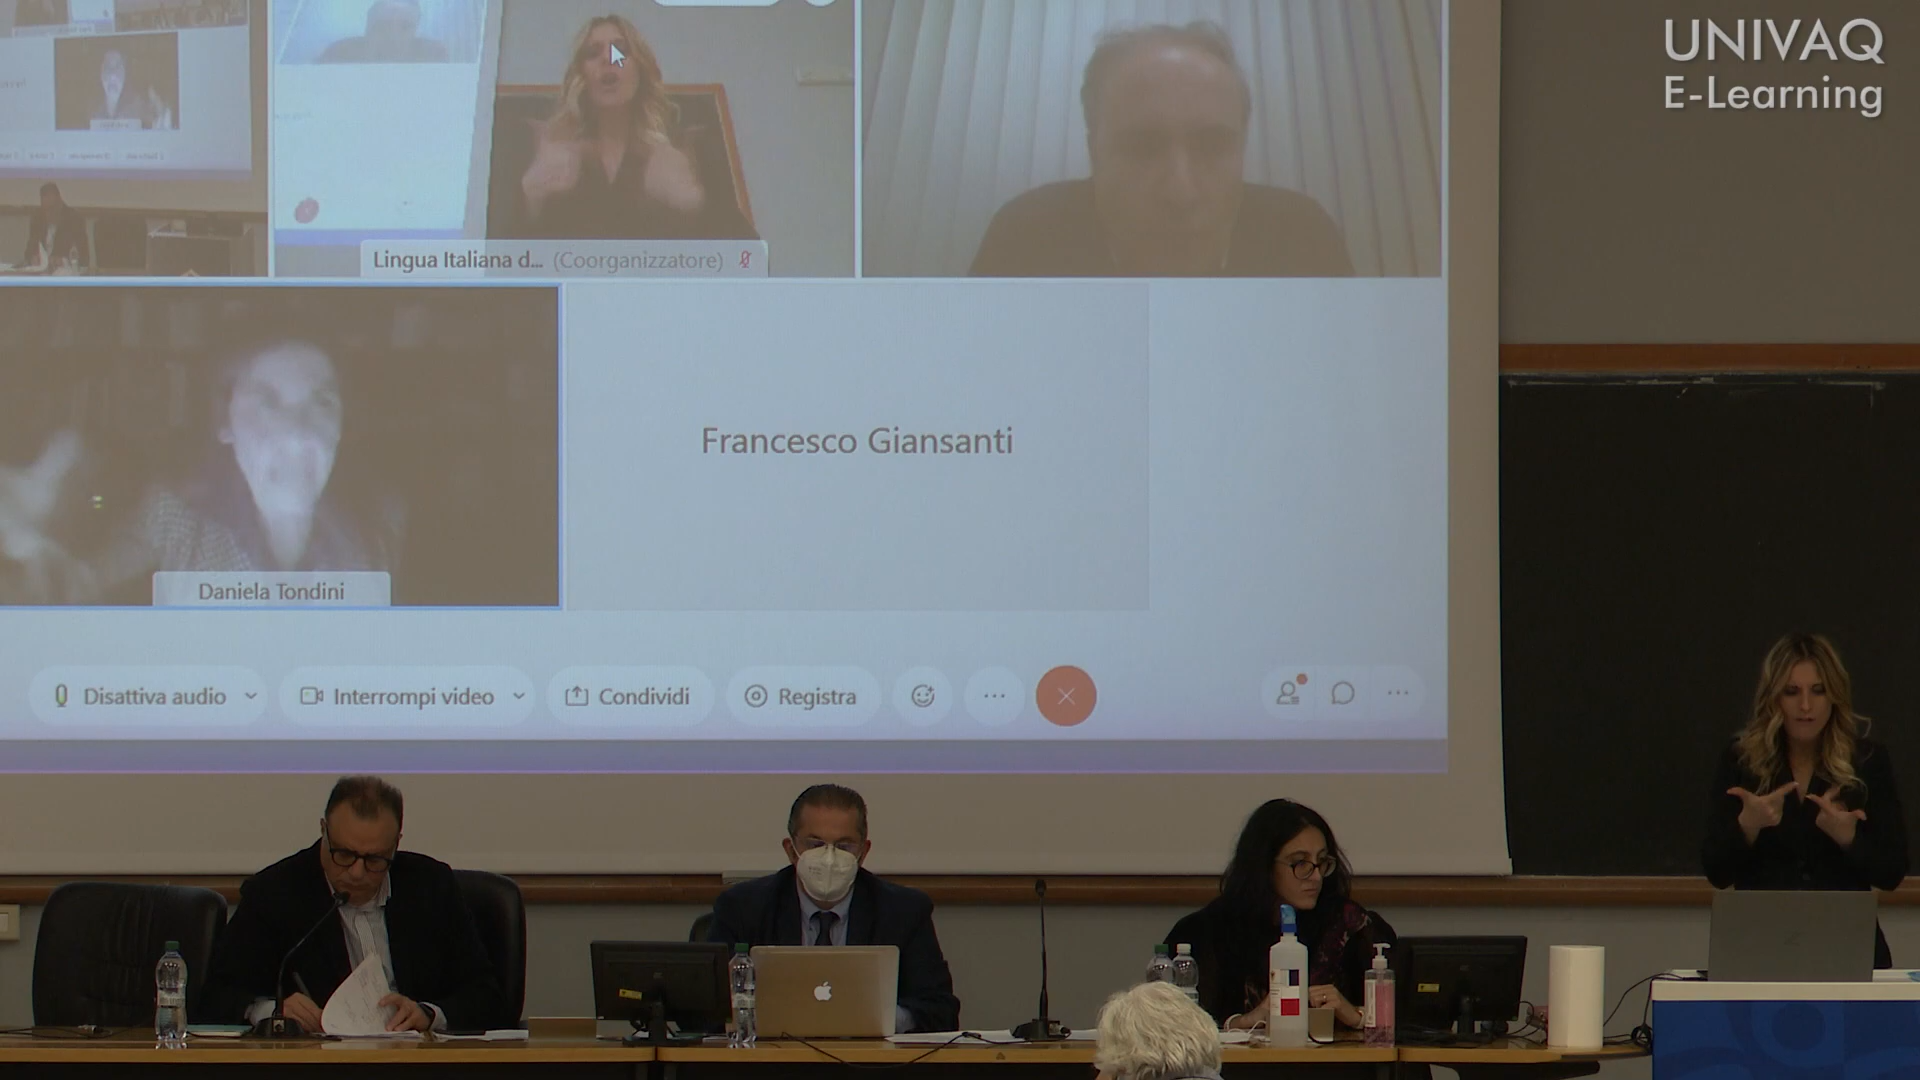 UNIVAQ
E-Learning
Lingua Italiana d... (Coorganizzatore)
Francesco Giansanti
Daniela Tondini
Disattiva audio
Interrompi video
Condividi
Registra